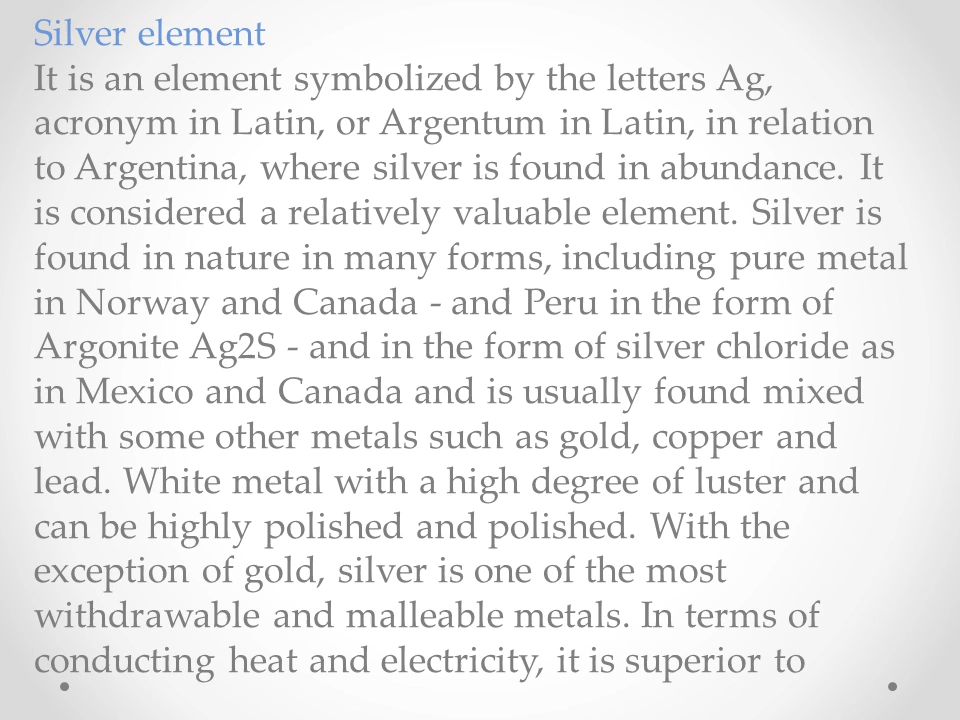 Silver element
It is an element symbolized by the letters Ag,
acronym in Latin, or Argentum in Latin, in relation
to Argentina, where silver is found in abundance. It
is considered a relatively valuable element. Silver is
found in nature in many forms, including pure metal
in Norway and Canada - and Peru in the form of
Argonite Ag2S - and in the form of silver chloride as
in Mexico and Canada and is usually found mixed
with some other metals such as gold, copper and
lead. White metal with a high degree of luster and
can be highly polished and polished. With the
exception of gold, silver is one of the most
withdrawable and malleable metals. In terms of
conducting heat and electricity, it is superior to